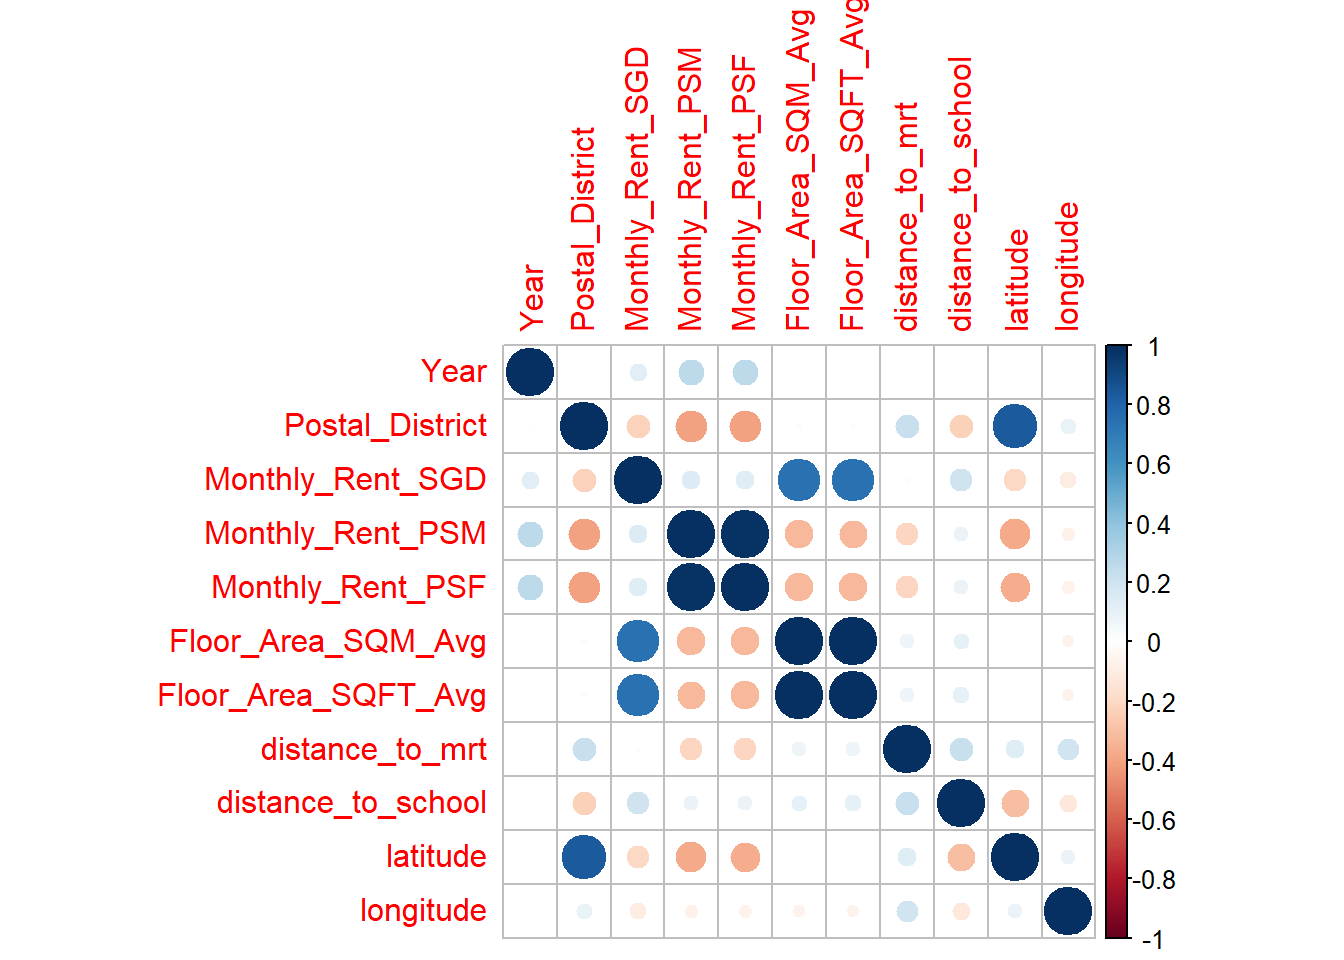 Year
Postal_District
Monthly_Rent_SGD
Monthly_Rent_PSM
Monthly_Rent_PSF
Floor_Area_SQM_Avg
Floor_Area_SQFT_Avg
distance_to_mrt
distance_to_school
latitude
longitude
Year
Postal_District
Monthly_Rent_SGD
Monthly_Rent_PSM
Monthly_Rent_PSF
Floor_Area_SQM_Avg
Floor_Area_SQFT_Avg
distance_to_mrt
distance_to_school
latitude
longitude
1
0.8
0.6
0.4
0.2
0
-0.2
-0.4
-0.6
-0.8
-1